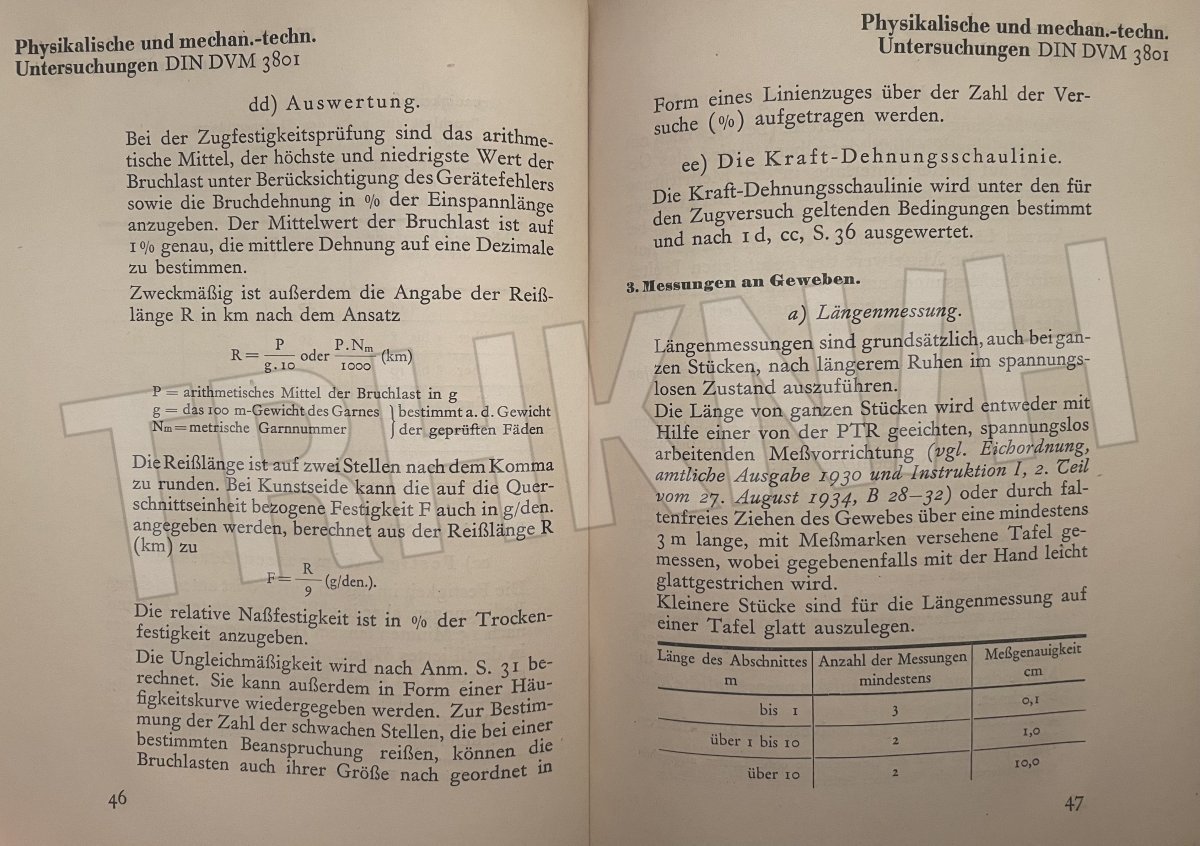 Physikalische und mechan.-techn.
Untersuchungen DIN DVM 3801
dd) Auswertung.
Bei der Zugfestigkeitsprüfung sind das arithme-
tische Mittel, der höchste und niedrigste Wert der
Bruchlast unter Berücksichtigung des Gerätefehlers
sowie die Bruchdehnung in % der Einspannlänge
anzugeben. Der Mittelwert der Bruchlast ist auf
1% genau, die mittlere Dehnung auf eine Dezimale
zu bestimmen.
Zweckmäßig ist außerdem die Angabe der Reiß-
länge R in km nach dem Ansatz
R = P / g . 10 oder P . Nm / 1000 (km)
P = arithmetisches Mittel der Bruchlast in g
g = das 100 m-Gewicht des Garnes } bestimmt a. d. Gewicht
Nm = metrische Garnnummer } der geprüften Fäden
Die Reißlänge ist auf zwei Stellen nach dem Komma
zu runden. Bei Kunstseide kann die auf die Quer-
schnittseinheit bezogene Festigkeit F auch in g/den.
angegeben werden, berechnet aus der Reißlänge R
(km) zu
F = R / 9 (g/den.).
Die relative Naßfestigkeit ist in % der Trocken-
festigkeit anzugeben.
Die Ungleichmäßigkeit wird nach Anm. S. 31 be-
rechnet. Sie kann außerdem in Form einer Häu-
figkeitskurve wiedergegeben werden. Zur Bestim-
mung der Zahl der schwachen Stellen, die bei einer
bestimmten Beanspruchung reißen, können die
Bruchlasten auch ihrer Größe nach geordnet in
46
Physikalische und mechan.-techn.
Untersuchungen DIN DVM 3801
Form eines Linienzuges über der Zahl der Ver-
suche (%) aufgetragen werden.
ee) Die Kraft-Dehnungsschaulinie.
Die Kraft-Dehnungsschaulinie wird unter den für
den Zugversuch geltenden Bedingungen bestimmt
und nach 1 d, cc, S. 36 ausgewertet.
3. Messungen an Geweben.
a) Längenmessung.
Längenmessungen sind grundsätzlich, auch bei gan-
zen Stücken, nach längerem Ruhen im spannungs-
losen Zustand auszuführen.
Die Länge von ganzen Stücken wird entweder mit
Hilfe einer von der PTR geeichten, spannungslos
arbeitenden Meßvorrichtung (vgl. Eichordnung,
amtliche Ausgabe 1930 und Instruktion I, 2. Teil
vom 27. August 1934, B 28—32) oder durch fal-
tenfreies Ziehen des Gewebes über eine mindestens
3 m lange, mit Meßmarken versehene Tafel ge-
messen, wobei gegebenenfalls mit der Hand leicht
glattgestrichen wird.
Kleinere Stücke sind für die Längenmessung auf
einer Tafel glatt auszulegen.
Länge des Abschnittes Anzahl der Messungen Meßgenauigkeit
m mindestens cm
bis 1 3 0,1
über 1 bis 10 2 1,0
über 10 2 10,0
47
TRHKN/H